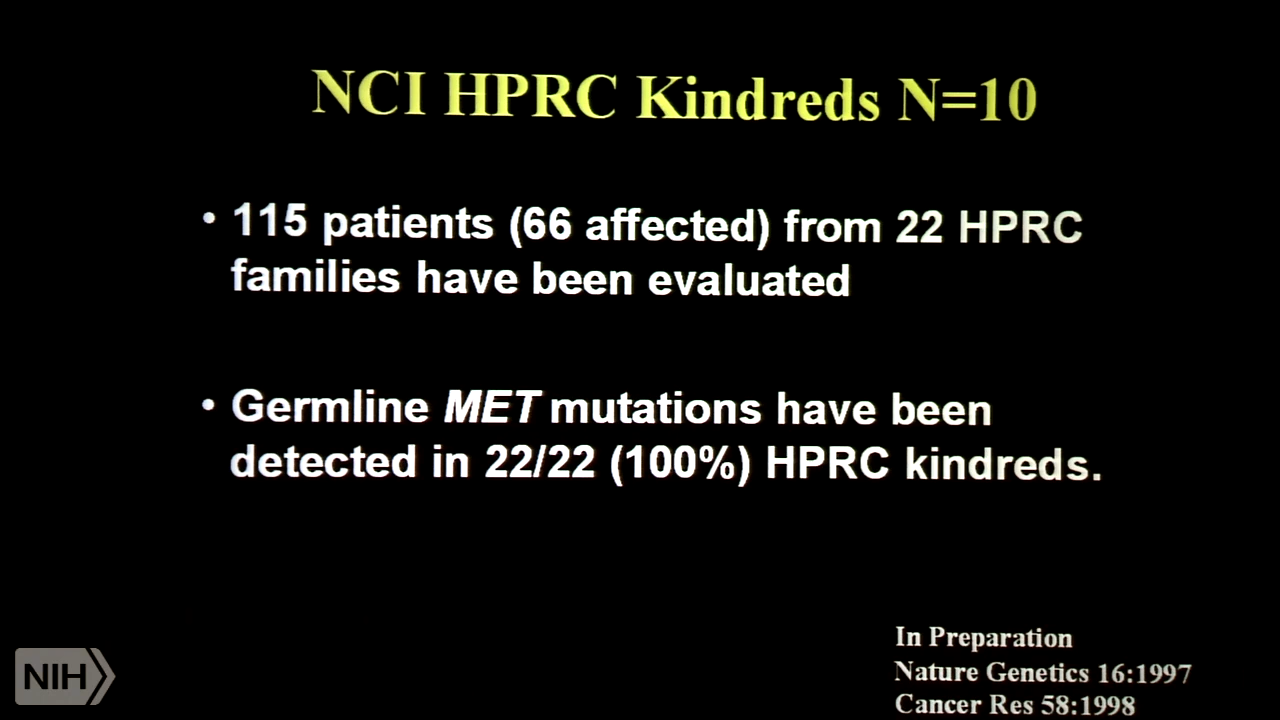 NCI HPRC Kindreds N=10
• 115 patients (66 affected) from 22 HPRC
families have been evaluated
• Germline MET mutations have been
detected in 22/22 (100%) HPRC kindreds.
In Preparation
Nature Genetics 16:1997
Cancer Res 58:1998
NIH